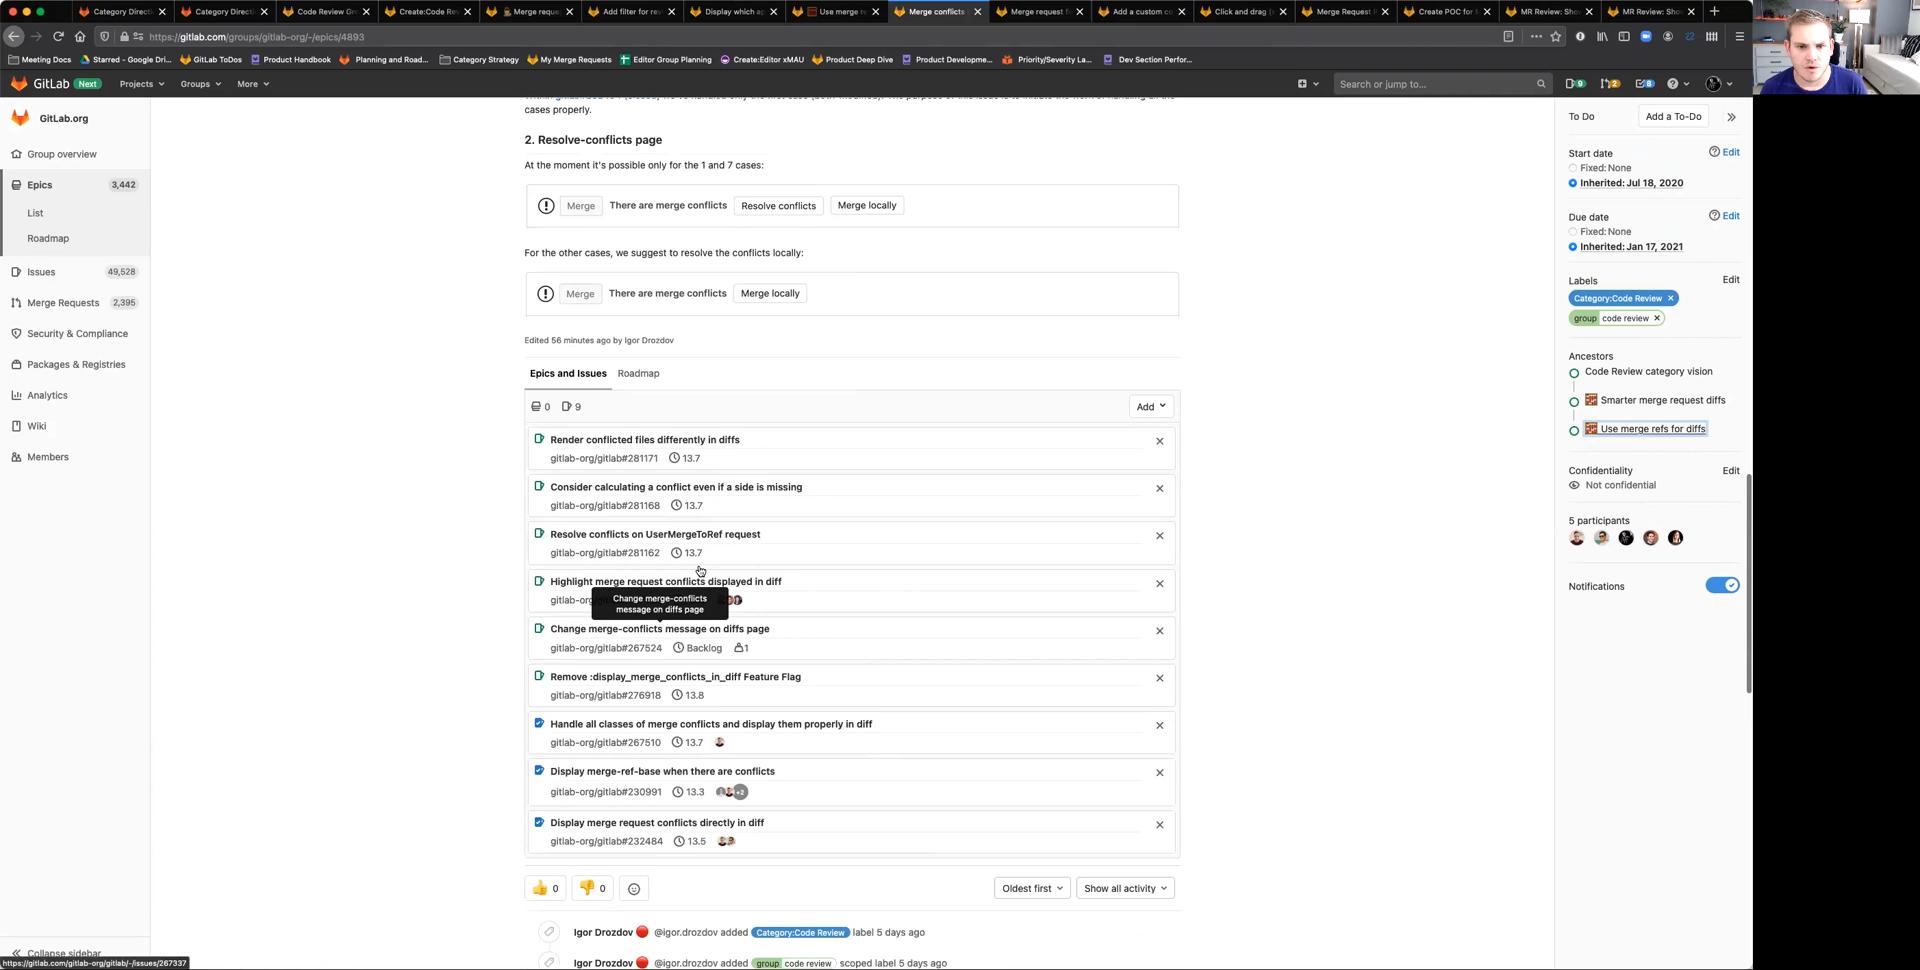 Category Directi
Category Directi
Code Review Gro
Create:Code Rev
Merge reque
Add filter for rev
Display which ap
Use merge re
Merge conflicts
Merge request f
Add a custom co
Click and drag
Merge Request
Create POC for
MR Review: Sho
MR Review: Sho
https://gitlab.com/groups/gitlab-org/-/epics/4893
Meeting Docs
Starred - Google Dri...
GitLab ToDos
Product Handbook
Planning and Road...
Category Strategy
My Merge Requests
Editor Group Planning
Create:Editor xMAU
Product Deep Dive
Product Developme...
Priority/Severity La...
Dev Section Perfor...
GitLab Next
Projects
Groups
More
Search or jump to...
9
2
8
GitLab.org
Group overview
Epics 3,442
List
Roadmap
Issues 49,528
Merge Requests 2,395
Security & Compliance
Packages & Registries
Analytics
Wiki
Members
Collapse sidebar
https://gitlab.com/gitlab-org/gitlab/-/issues/267337
cases properly.
2. Resolve-conflicts page
At the moment it's possible only for the 1 and 7 cases:
Merge There are merge conflicts Resolve conflicts Merge locally
For the other cases, we suggest to resolve the conflicts locally:
Merge There are merge conflicts Merge locally
Edited 56 minutes ago by Igor Drozdov
Epics and Issues Roadmap
0 9 Add
Render conflicted files differently in diffs
gitlab-org/gitlab#281171 13.7
Consider calculating a conflict even if a side is missing
gitlab-org/gitlab#281168 13.7
Resolve conflicts on UserMergeToRef request
gitlab-org/gitlab#281162 13.7
Highlight merge request conflicts displayed in diff
gitlab-org/
Change merge-conflicts
message on diffs page
Change merge-conflicts message on diffs page
gitlab-org/gitlab#267524 Backlog 1
Remove :display_merge_conflicts_in_diff Feature Flag
gitlab-org/gitlab#276918 13.8
Handle all classes of merge conflicts and display them properly in diff
gitlab-org/gitlab#267510 13.7
Display merge-ref-base when there are conflicts
gitlab-org/gitlab#230991 13.3 +2
Display merge request conflicts directly in diff
gitlab-org/gitlab#232484 13.5
0 0 Oldest first Show all activity
Igor Drozdov @igor.drozdov added Category:Code Review label 5 days ago
Igor Drozdov @igor.drozdov added group code review scoped label 5 days ago
To Do Add a To-Do
Start date Edit
Fixed: None
Inherited: Jul 18, 2020
Due date Edit
Fixed: None
Inherited: Jan 17, 2021
Labels Edit
Category:Code Review
group code review
Ancestors
Code Review category vision
Smarter merge request diffs
Use merge refs for diffs
Confidentiality Edit
Not confidential
5 participants
Notifications